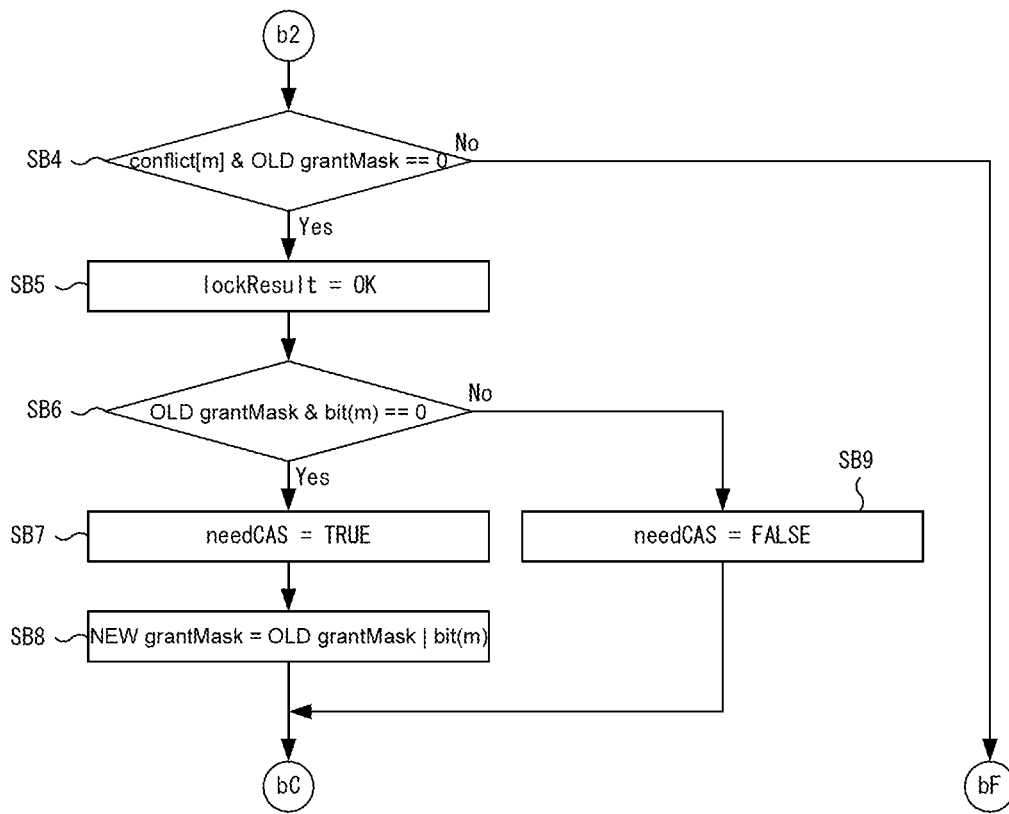 b2
No
SB4
conflict[m] & OLD grantMask == 0
Yes
SB5
lockResult = OK
No
SB6
OLD grantMask & bit(m) == 0
Yes
SB9
SB7
needCAS = TRUE
needCAS = FALSE
SB8
NEW grantMask = OLD grantMask | bit(m)
bC
bF